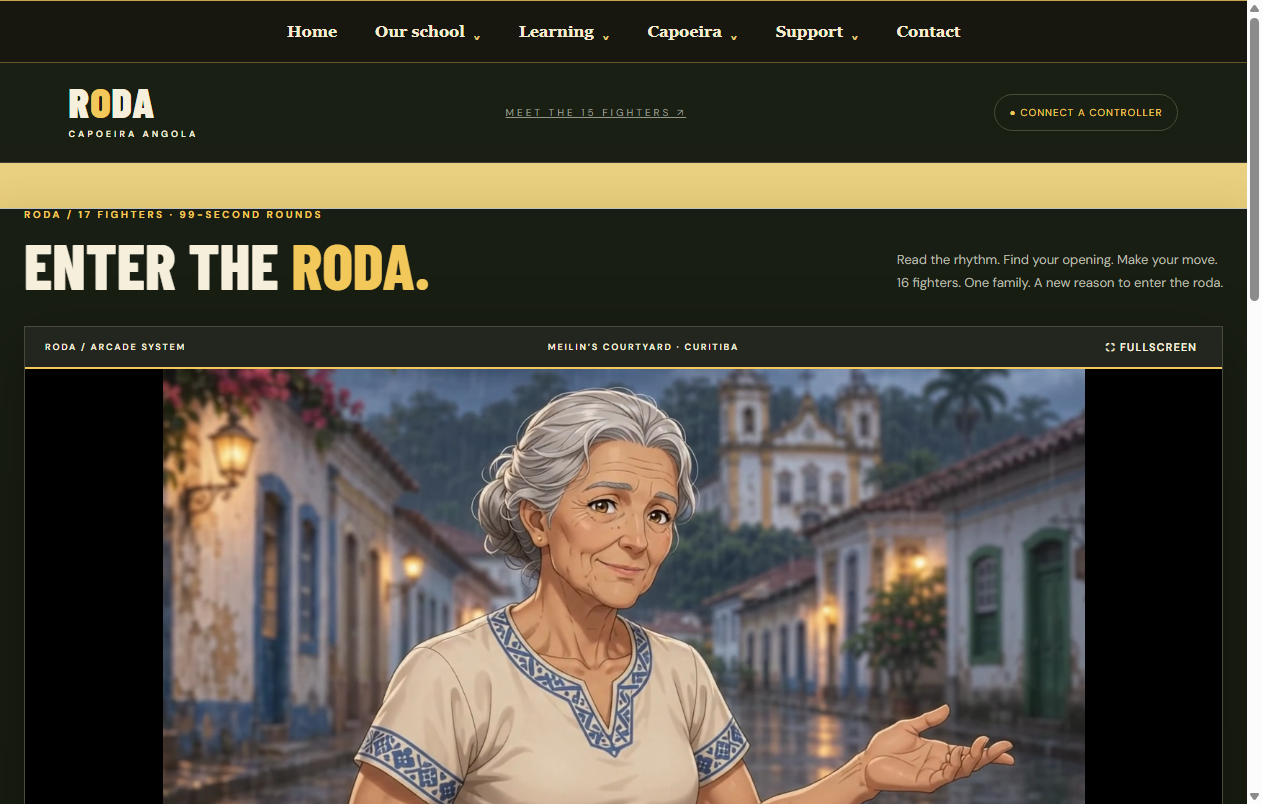 Home Our school Learning Capoeira Support Contact
RODA
CAPOEIRA ANGOLA
MEET THE 15 FIGHTERS ↗
• CONNECT A CONTROLLER
RODA / 17 FIGHTERS · 99-SECOND ROUNDS
ENTER THE RODA.
Read the rhythm. Find your opening. Make your move.
16 fighters. One family. A new reason to enter the roda.
RODA / ARCADE SYSTEM
MEILIN'S COURTYARD · CURITIBA
FULLSCREEN